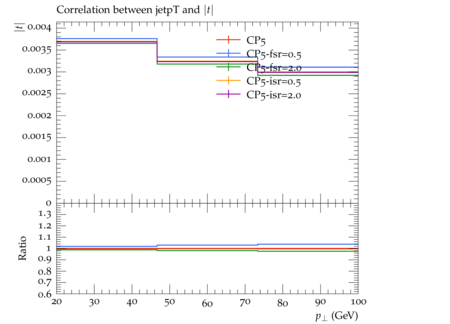 Correlation between jetpT and |t|
|t|
0.004
0.0035
0.003
0.0025
0.002
0.0015
0.001
0.0005
0
CP5
CP5-fsr=0.5
CP5-fsr=2.0
CP5-isr=0.5
CP5-isr=2.0
Ratio
1.3
1.2
1.1
1
0.9
0.8
0.7
0.6
20 30 40 50 60 70 80 90 100
p⊥ (GeV)